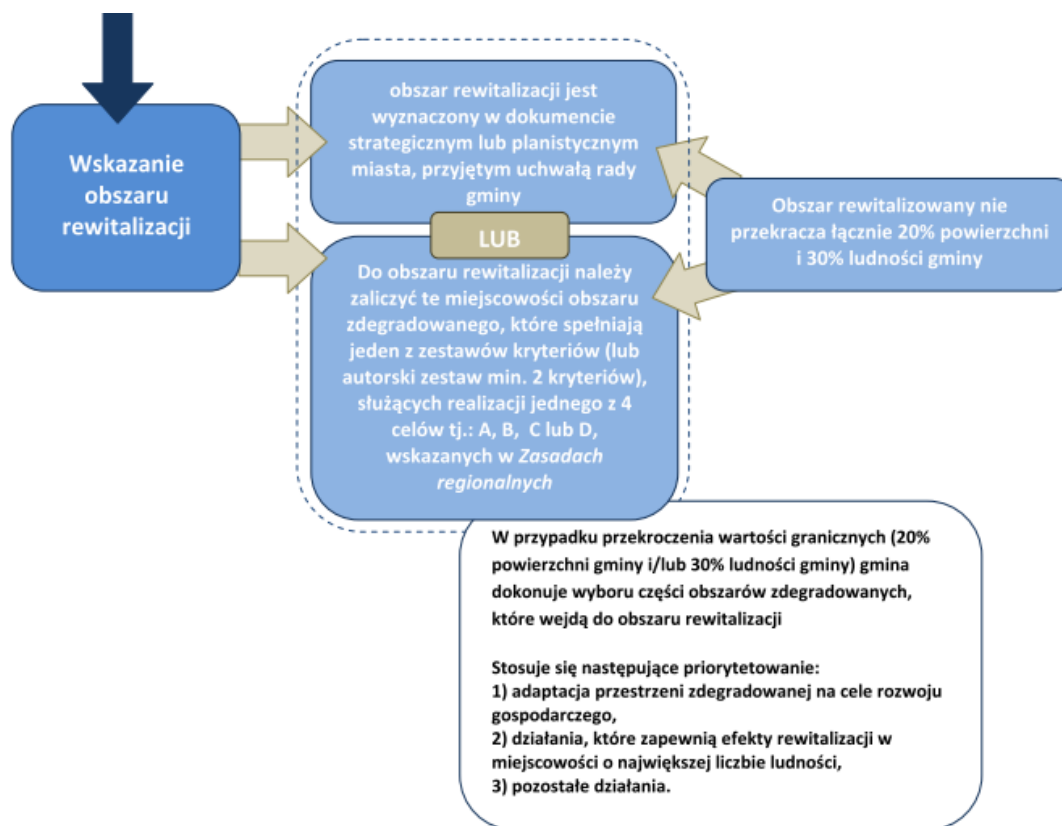 Wskazanie
obszaru
rewitalizacji
obszar rewitalizacji jest
wyznaczony w dokumencie
strategicznym lub planistycznym
miasta, przyjętym uchwałą rady
gminy
LUB
Do obszaru rewitalizacji należy
zaliczyć te miejscowości obszaru
zdegradowanego, które spełniają
jeden z zestawów kryteriów (lub
autorski zestaw min. 2 kryteriów),
służących realizacji jednego z 4
celów tj.: A, B, C lub D,
wskazanych w Zasadach
regionalnych
Obszar rewitalizowany nie
przekracza łącznie 20% powierzchni
i 30% ludności gminy
W przypadku przekroczenia wartości granicznych (20%
powierzchni gminy i/lub 30% ludności gminy) gmina
dokonuje wyboru części obszarów zdegradowanych,
które wejdą do obszaru rewitalizacji
Stosuje się następujące priorytetowanie:
1) adaptacja przestrzeni zdegradowanej na cele rozwoju
gospodarczego,
2) działania, które zapewnią efekty rewitalizacji w
miejscowości o największej liczbie ludności,
3) pozostałe działania.